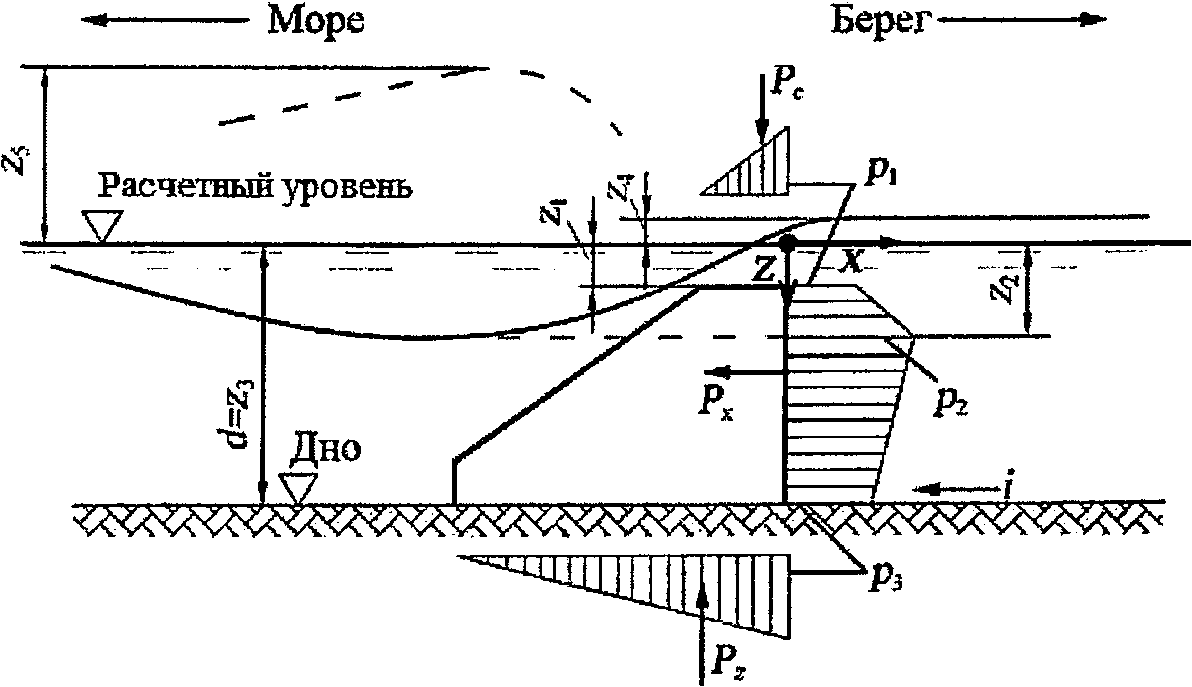 Море
Берег
P_c
z_5
Расчетный уровень
z_4
p_1
z_1
x
z
z_2
P_x
p_2
d=z_3
Дно
i
p_3
P_z